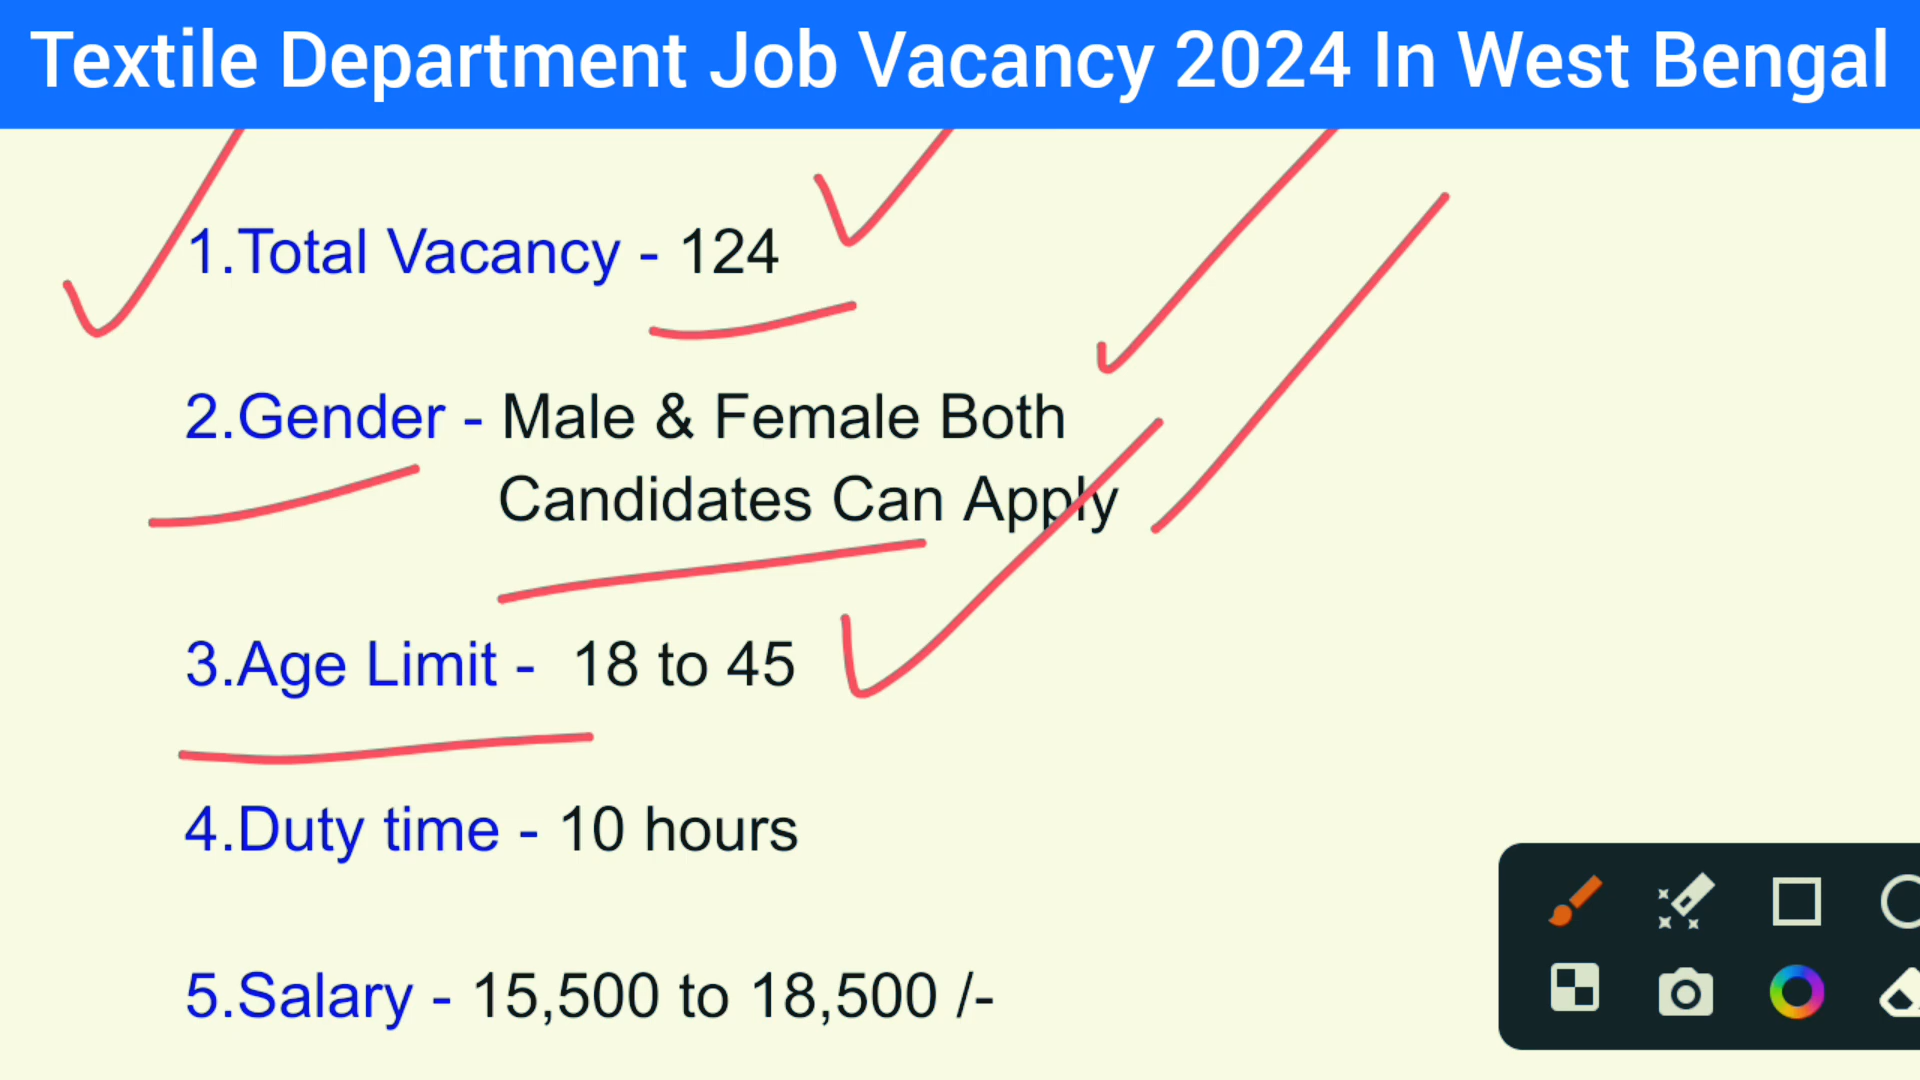 Textile Department Job Vacancy 2024 In West Bengal
1.Total Vacancy - 124
2.Gender - Male & Female Both
Candidates Can Apply
3.Age Limit - 18 to 45
4.Duty time - 10 hours
5.Salary - 15,500 to 18,500 /-